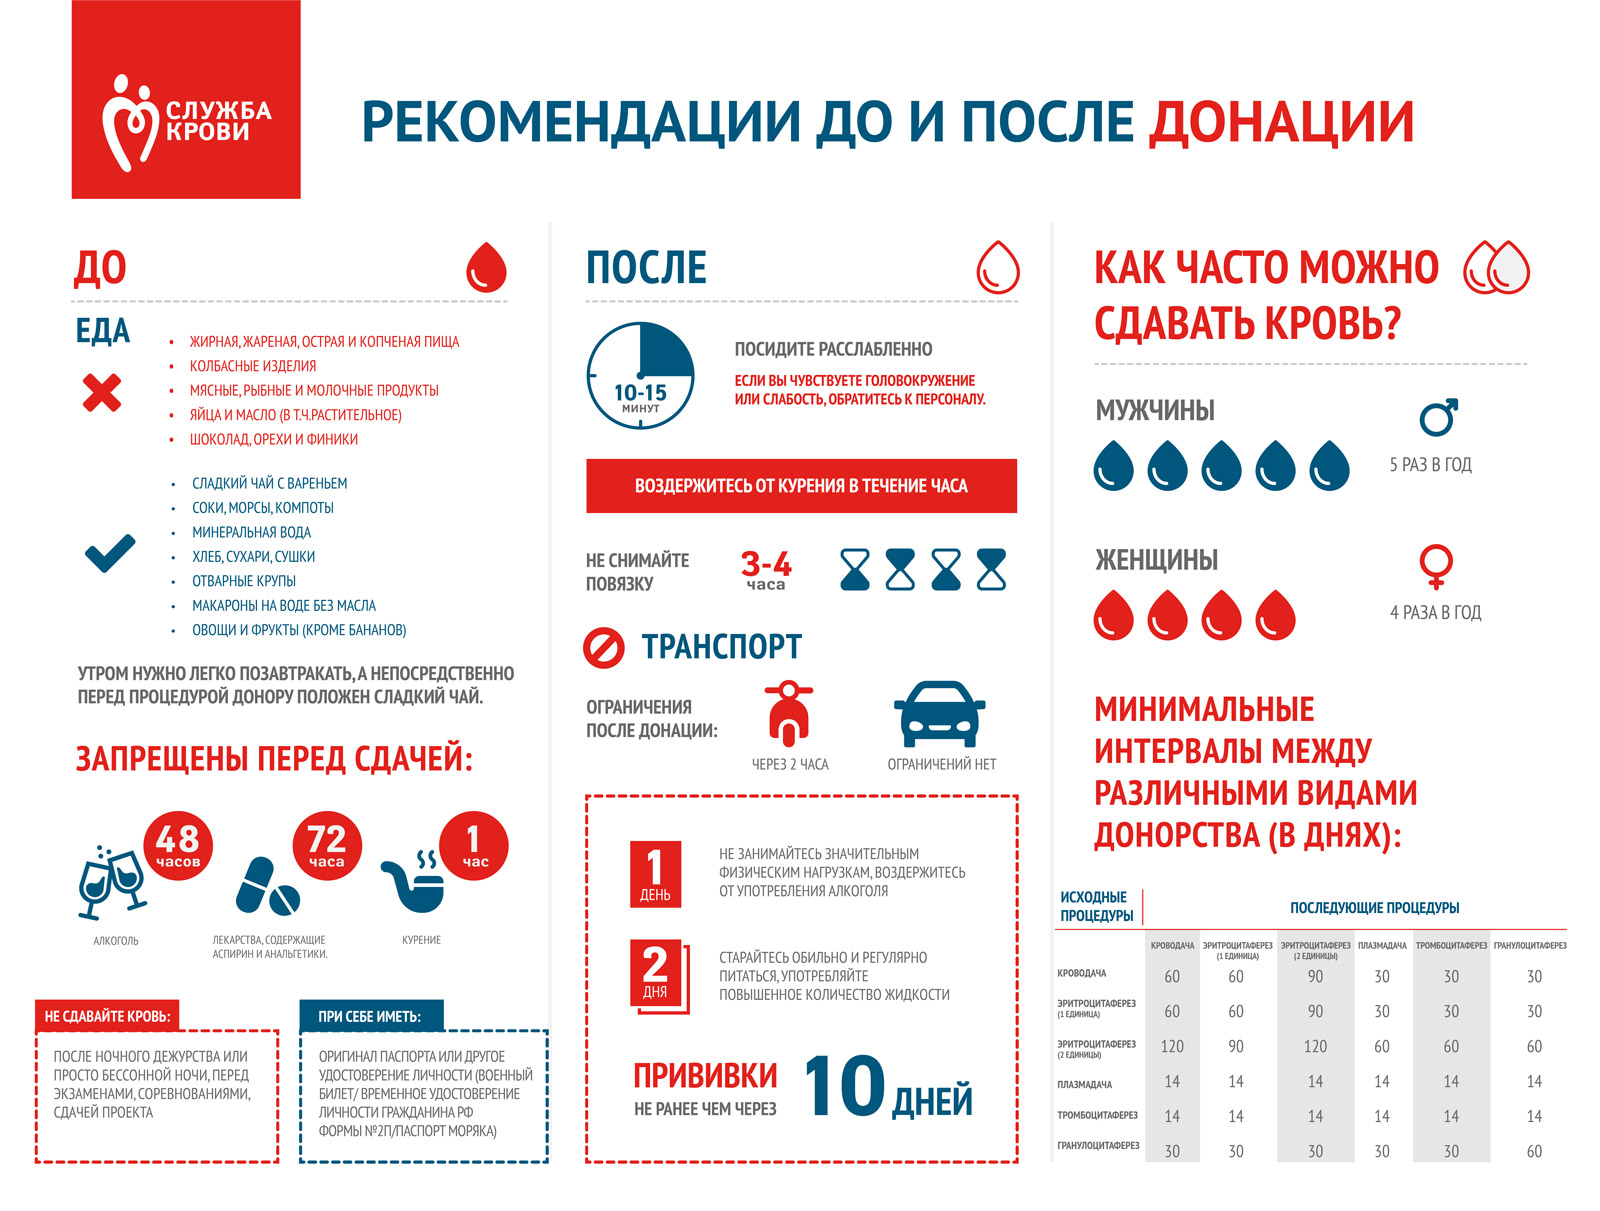 СЛУЖБА
КРОВИ
РЕКОМЕНДАЦИИ ДО И ПОСЛЕ ДОНАЦИИ
ДО
ЕДА
• ЖИРНАЯ, ЖАРЕНАЯ, ОСТРАЯ И КОПЧЕНАЯ ПИЩА
• КОЛБАСНЫЕ ИЗДЕЛИЯ
• МЯСНЫЕ, РЫБНЫЕ И МОЛОЧНЫЕ ПРОДУКТЫ
• ЯЙЦА И МАСЛО (В Т.Ч.РАСТИТЕЛЬНОЕ)
• ШОКОЛАД, ОРЕХИ И ФИНИКИ
• СЛАДКИЙ ЧАЙ С ВАРЕНЬЕМ
• СОКИ, МОРСЫ, КОМПОТЫ
• МИНЕРАЛЬНАЯ ВОДА
• ХЛЕБ, СУХАРИ, СУШКИ
• ОТВАРНЫЕ КРУПЫ
• МАКАРОНЫ НА ВОДЕ БЕЗ МАСЛА
• ОВОЩИ И ФРУКТЫ (КРОМЕ БАНАНОВ)
УТРОМ НУЖНО ЛЕГКО ПОЗАВТРАКАТЬ, А НЕПОСРЕДСТВЕННО
ПЕРЕД ПРОЦЕДУРОЙ ДОНОРУ ПОЛОЖЕН СЛАДКИЙ ЧАЙ.
ЗАПРЕЩЕНЫ ПЕРЕД СДАЧЕЙ:
48
часов
АЛКОГОЛЬ
72
часа
ЛЕКАРСТВА, СОДЕРЖАЩИЕ
АСПИРИН И АНАЛЬГЕТИКИ.
1
час
КУРЕНИЕ
НЕ СДАВАЙТЕ КРОВЬ:
ПОСЛЕ НОЧНОГО ДЕЖУРСТВА ИЛИ
ПРОСТО БЕССОННОЙ НОЧИ, ПЕРЕД
ЭКЗАМЕНАМИ, СОРЕВНОВАНИЯМИ,
СДАЧЕЙ ПРОЕКТА
ПРИ СЕБЕ ИМЕТЬ:
ОРИГИНАЛ ПАСПОРТА ИЛИ ДРУГОЕ
УДОСТОВЕРЕНИЕ ЛИЧНОСТИ (ВОЕННЫЙ
БИЛЕТ/ ВРЕМЕННОЕ УДОСТОВЕРЕНИЕ
ЛИЧНОСТИ ГРАЖДАНИНА РФ
ФОРМЫ №2П/ПАСПОРТ МОРЯКА)
ПОСЛЕ
10-15
МИНУТ
ПОСИДИТЕ РАССЛАБЛЕННО
ЕСЛИ ВЫ ЧУВСТВУЕТЕ ГОЛОВОКРУЖЕНИЕ
ИЛИ СЛАБОСТЬ, ОБРАТИТЕСЬ К ПЕРСОНАЛУ.
ВОЗДЕРЖИТЕСЬ ОТ КУРЕНИЯ В ТЕЧЕНИЕ ЧАСА
НЕ СНИМАЙТЕ
ПОВЯЗКУ
3-4
часа
ТРАНСПОРТ
ОГРАНИЧЕНИЯ
ПОСЛЕ ДОНАЦИИ:
ЧЕРЕЗ 2 ЧАСА
ОГРАНИЧЕНИЙ НЕТ
1
ДЕНЬ
НЕ ЗАНИМАЙТЕСЬ ЗНАЧИТЕЛЬНЫМ
ФИЗИЧЕСКИМ НАГРУЗКАМ, ВОЗДЕРЖИТЕСЬ
ОТ УПОТРЕБЛЕНИЯ АЛКОГОЛЯ
2
ДНЯ
СТАРАЙТЕСЬ ОБИЛЬНО И РЕГУЛЯРНО
ПИТАТЬСЯ, УПОТРЕБЛЯЙТЕ
ПОВЫШЕННОЕ КОЛИЧЕСТВО ЖИДКОСТИ
ПРИВИВКИ
НЕ РАНЕЕ ЧЕМ ЧЕРЕЗ
10 ДНЕЙ
КАК ЧАСТО МОЖНО
СДАВАТЬ КРОВЬ?
МУЖЧИНЫ
5 РАЗ В ГОД
ЖЕНЩИНЫ
4 РАЗА В ГОД
МИНИМАЛЬНЫЕ
ИНТЕРВАЛЫ МЕЖДУ
РАЗЛИЧНЫМИ ВИДАМИ
ДОНОРСТВА (В ДНЯХ):
ИСХОДНЫЕ
ПРОЦЕДУРЫ
ПОСЛЕДУЮЩИЕ ПРОЦЕДУРЫ
КРОВОДАЧА ЭРИТРОЦИТАФЕРЕЗ (1 ЕДИНИЦА) ЭРИТРОЦИТАФЕРЕЗ (2 ЕДИНИЦЫ) ПЛАЗМАДАЧА ТРОМБОЦИТАФЕРЕЗ ГРАНУЛОЦИТАФЕРЕЗ
КРОВОДАЧА 60 60 90 30 30 30
ЭРИТРОЦИТАФЕРЕЗ (1 ЕДИНИЦА) 60 60 90 30 30 30
ЭРИТРОЦИТАФЕРЕЗ (2 ЕДИНИЦЫ) 120 90 120 60 60 60
ПЛАЗМАДАЧА 14 14 14 14 14 14
ТРОМБОЦИТАФЕРЕЗ 14 14 14 14 14 14
ГРАНУЛОЦИТАФЕРЕЗ 30 30 30 30 30 60